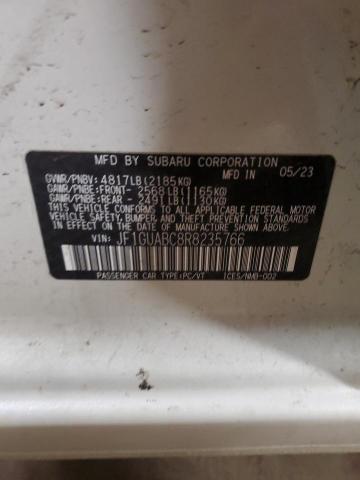 MFD BY SUBARU CORPORATION
GVWR/PNBV: 4817LB(2185KG) MFD IN 05/23
GAWR/PNBE:FRONT- 2568LB(1165KG)
GAWR/PNBE:REAR - 2491LB(1130KG)
THIS VEHICLE CONFORMS TO ALL APPLICABLE FEDERAL MOTOR
VEHICLE SAFETY, BUMPER, AND THEFT PREVENTION STANDARDS
IN EFFECT ON THE DATE OF MANUFACTURE SHOWN ABOVE.
VIN: JF1GUABC8R8235766
PASSENGER CAR TYPE:PC/VT ICES/NMB-002